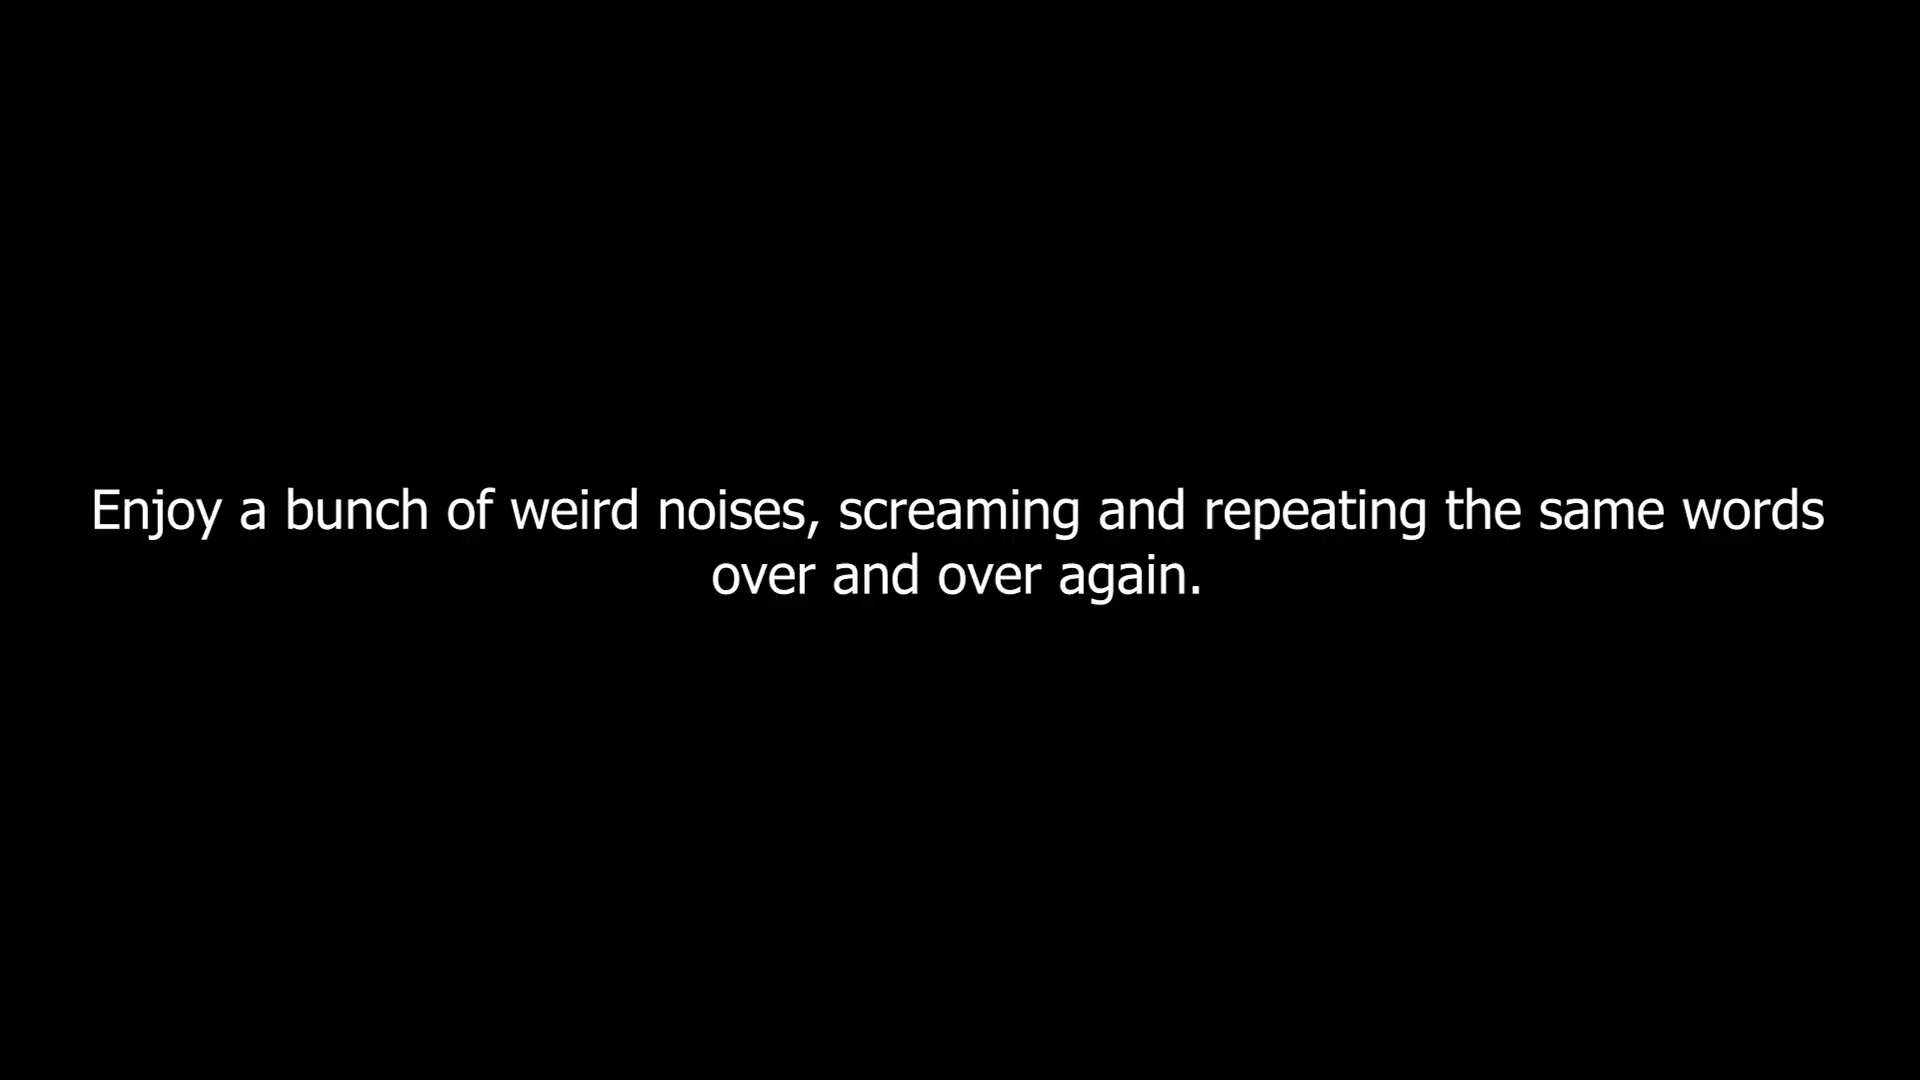 Enjoy a bunch of weird noises, screaming and repeating the same words
over and over again.